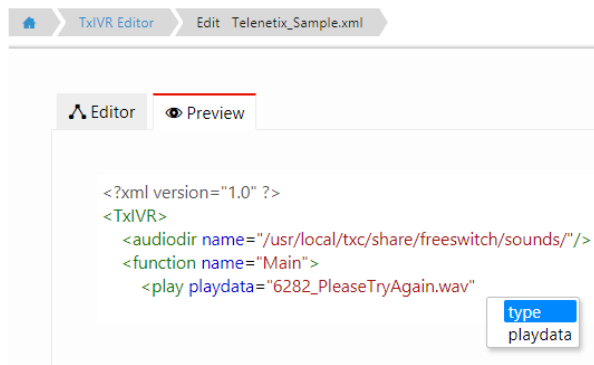 TxIVR Editor Edit Telenetix_Sample.xml
Editor Preview
<?xml version="1.0" ?>
<TxIVR>
<audiodir name="/usr/local/txc/share/freeswitch/sounds/"/>
<function name="Main">
<play playdata="6282_PleaseTryAgain.wav"
type
playdata